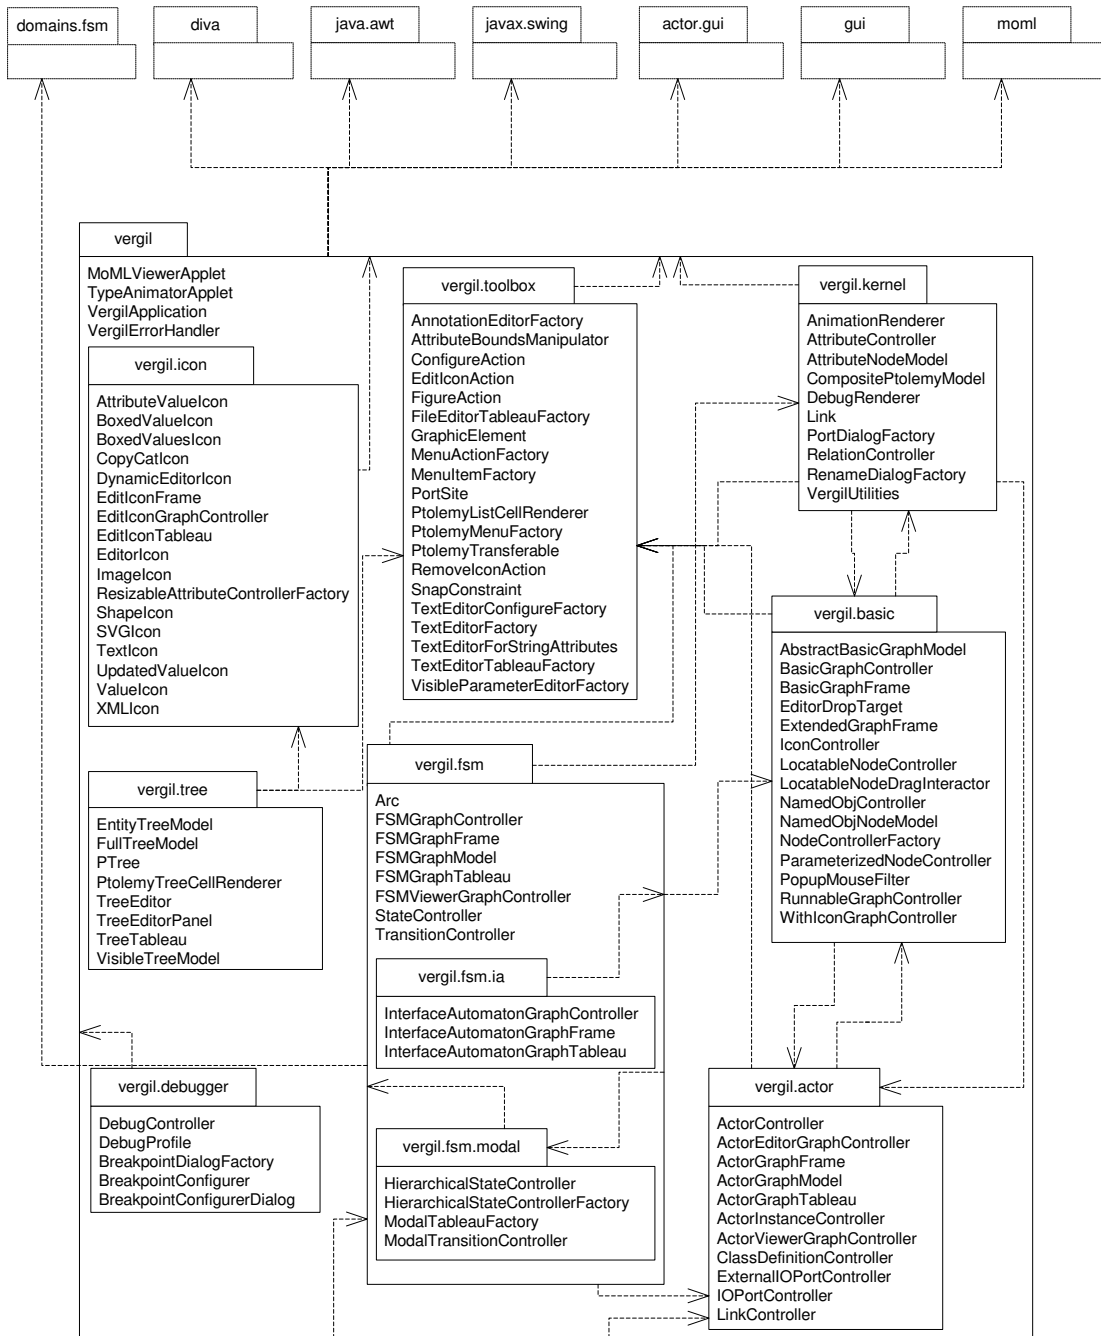 domains.fsm
diva
java.awt
javax.swing
actor.gui
gui
moml
vergil
MoMLViewerApplet
TypeAnimatorApplet
VergilApplication
VergilErrorHandler
vergil.icon
AttributeValueIcon
BoxedValueIcon
BoxedValuesIcon
CopyCatIcon
DynamicEditorIcon
EditIconFrame
EditIconGraphController
EditIconTableau
EditorIcon
ImageIcon
ResizableAttributeControllerFactory
ShapeIcon
SVGIcon
TextIcon
UpdatedValueIcon
ValueIcon
XMLIcon
vergil.toolbox
AnnotationEditorFactory
AttributeBoundsManipulator
ConfigureAction
EditIconAction
FigureAction
FileEditorTableauFactory
GraphicElement
MenuActionFactory
MenuItemFactory
PortSite
PtolemyListCellRenderer
PtolemyMenuFactory
PtolemyTransferable
RemoveIconAction
SnapConstraint
TextEditorConfigureFactory
TextEditorFactory
TextEditorForStringAttributes
TextEditorTableauFactory
VisibleParameterEditorFactory
vergil.kernel
AnimationRenderer
AttributeController
AttributeNodeModel
CompositePtolemyModel
DebugRenderer
Link
PortDialogFactory
RelationController
RenameDialogFactory
VergilUtilities
vergil.basic
AbstractBasicGraphModel
BasicGraphController
BasicGraphFrame
EditorDropTarget
ExtendedGraphFrame
IconController
LocatableNodeController
LocatableNodeDragInteractor
NamedObjController
NamedObjNodeModel
NodeControllerFactory
ParameterizedNodeController
PopupMouseFilter
RunnableGraphController
WithIconGraphController
vergil.tree
EntityTreeModel
FullTreeModel
PTree
PtolemyTreeCellRenderer
TreeEditor
TreeEditorPanel
TreeTableau
VisibleTreeModel
vergil.fsm
Arc
FSMGraphController
FSMGraphFrame
FSMGraphModel
FSMGraphTableau
FSMViewerGraphController
StateController
TransitionController
vergil.fsm.ia
InterfaceAutomatonGraphController
InterfaceAutomatonGraphFrame
InterfaceAutomatonGraphTableau
vergil.debugger
DebugController
DebugProfile
BreakpointDialogFactory
BreakpointConfigurer
BreakpointConfigurerDialog
vergil.fsm.modal
HierarchicalStateController
HierarchicalStateControllerFactory
ModalTableauFactory
ModalTransitionController
vergil.actor
ActorController
ActorEditorGraphController
ActorGraphFrame
ActorGraphModel
ActorGraphTableau
ActorInstanceController
ActorViewerGraphController
ClassDefinitionController
ExternalIOPortController
IOPortController
LinkController